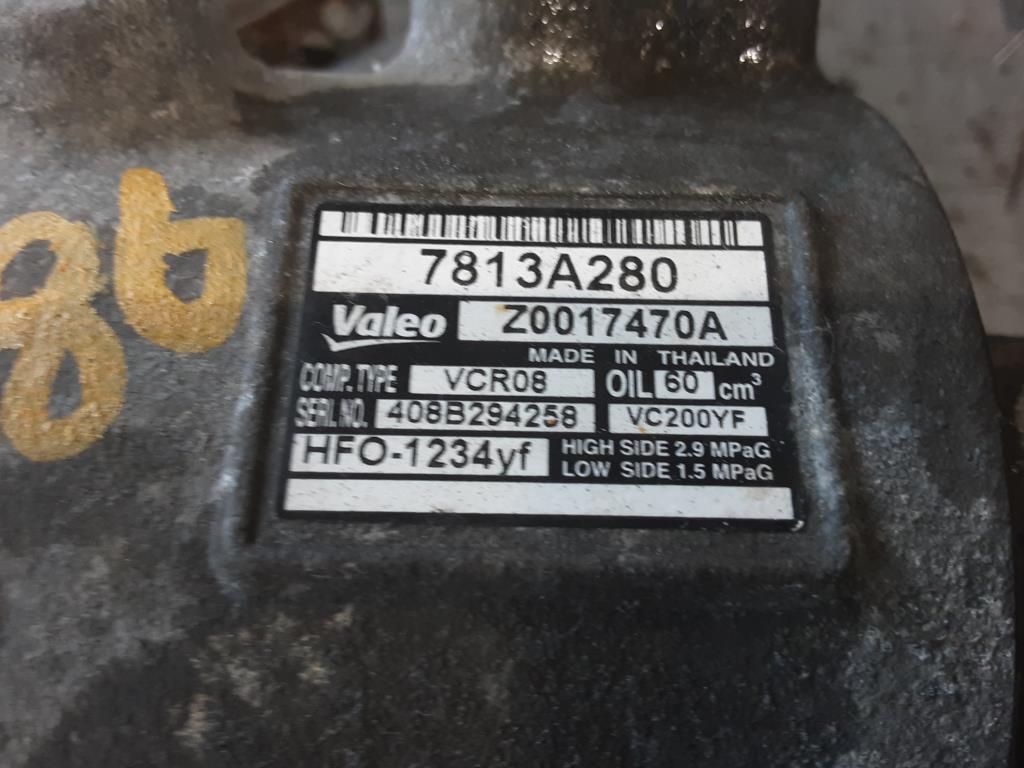 7813A280
Valeo Z0017470A
MADE IN THAILAND
COMP. TYPE VCR08 OIL 60 cm³
SERL NO. 408B294258 VC200YF
HFO-1234yf HIGH SIDE 2.9 MPaG
LOW SIDE 1.5 MPaG